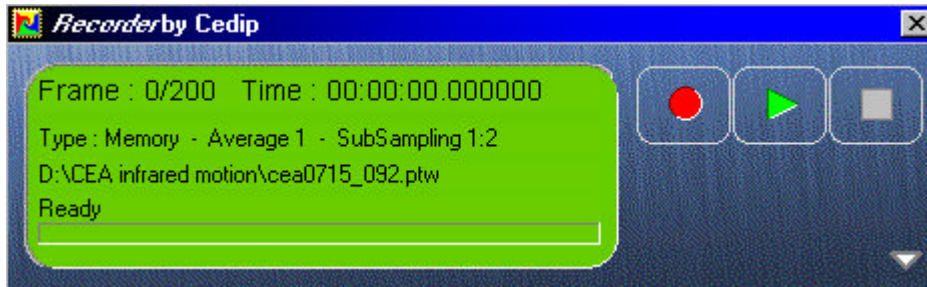 Recorder by Cedip
Frame : 0/200 Time : 00:00:00.000000
Type : Memory - Average 1 - SubSampling 1:2
D:\CEA infrared motion\cea0715_092.ptw
Ready